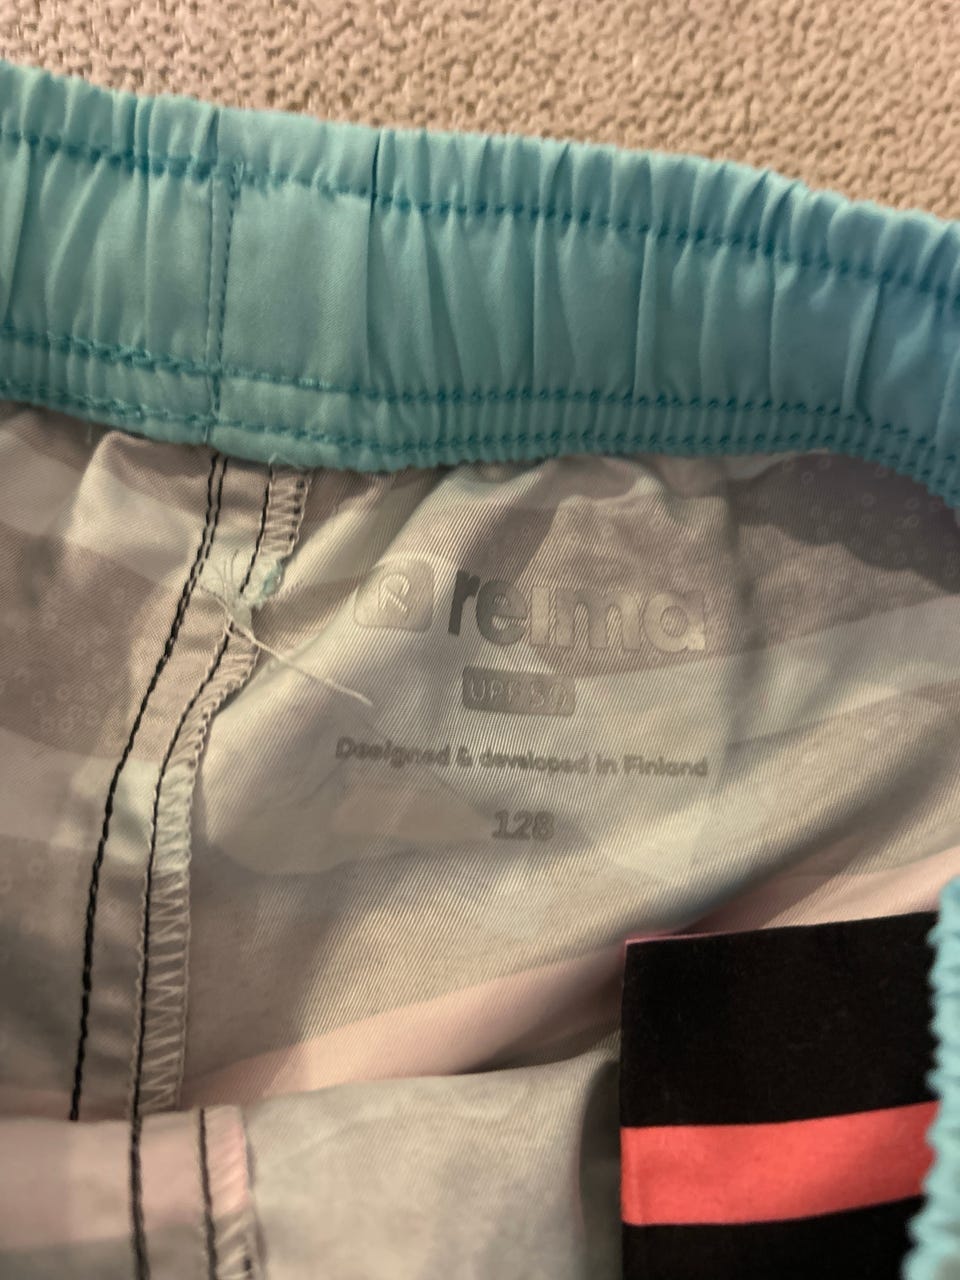 reima
UPF 50
Designed & developed in Finland
128